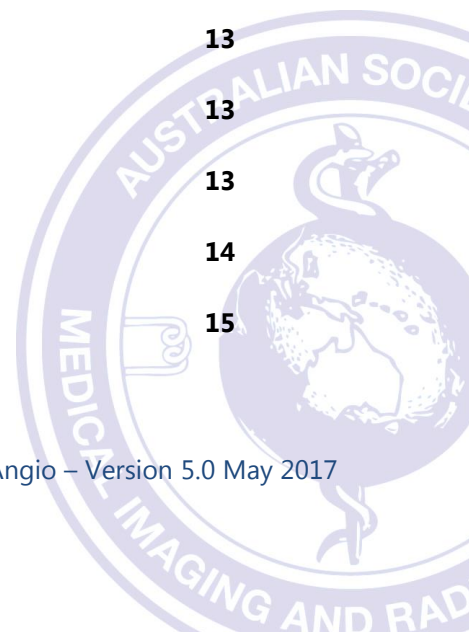 13
13
13
14
15
Angio – Version 5.0 May 2017
AUSTRALIAN SOCI
MEDICAL IMAGING AND RAD